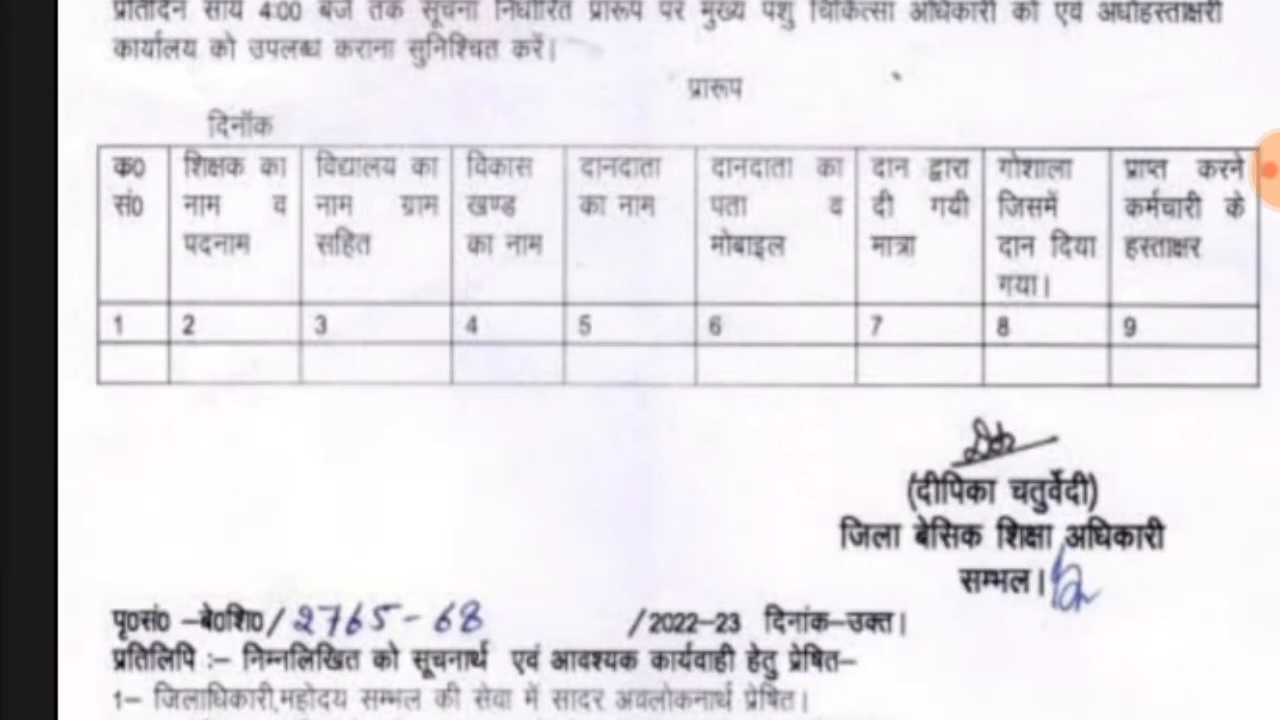 प्रतिदिन सायं 4:00 बजे तक सूचना निर्धारित प्रारूप पर मुख्य पशु चिकित्सा अधिकारी को एवं अधोहस्ताक्षरी
कार्यालय को उपलब्ध कराना सुनिश्चित करें।
प्रारूप
दिनॉक
क0 सं0
शिक्षक का नाम व पदनाम
विद्यालय का नाम ग्राम सहित
विकास खण्ड का नाम
दानदाता का नाम
दानदाता का पता व मोबाइल
दान द्वारा दी गयी मात्रा
गोशाला जिसमें दान दिया गया।
प्राप्त करने कर्मचारी के हस्ताक्षर
1 2 3 4 5 6 7 8 9
(दीपिका चतुर्वेदी)
जिला बेसिक शिक्षा अधिकारी
सम्भल।
पृ0सं0 –बे0शि0/ 2765-68 /2022–23 दिनांक–उक्त।
प्रतिलिपि :– निम्नलिखित को सूचनार्थ एवं आवश्यक कार्यवाही हेतु प्रेषित–
1– जिलाधिकारी,महोदय सम्भल की सेवा में सादर अवलोकनार्थ प्रेषित।